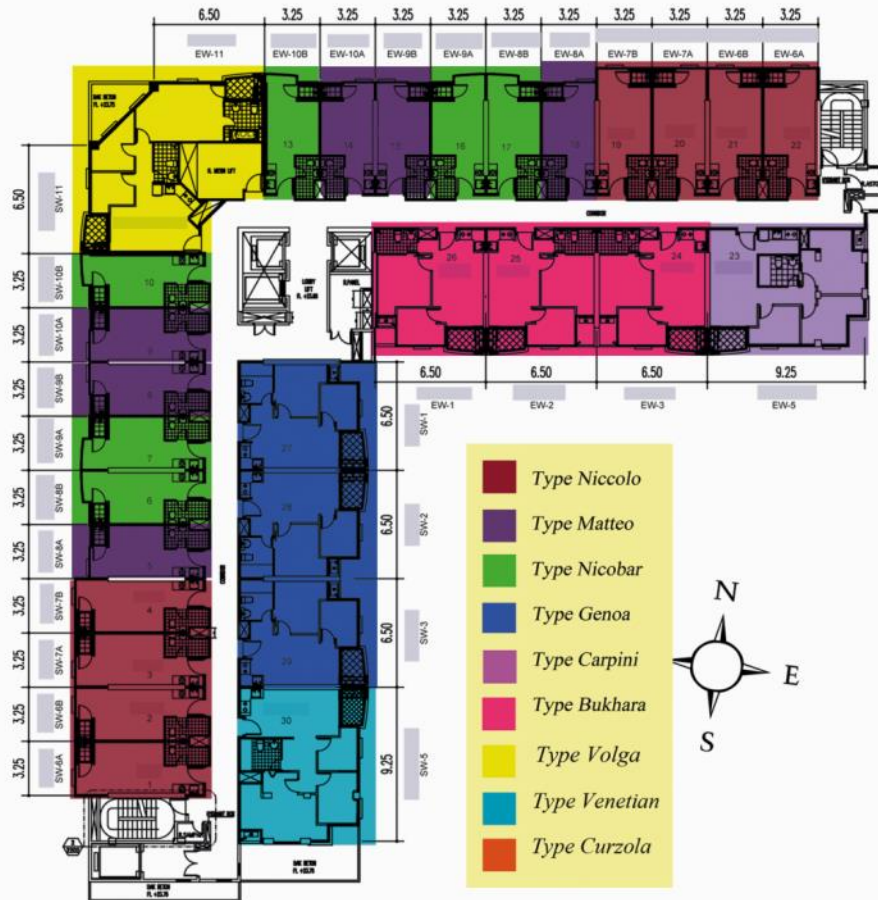 6.50 3.25 3.25 3.25 3.25 3.25 3.25 3.25 3.25 3.25 3.25
EW-11 EW-10B EW-10A EW-9B EW-9A EW-8B EW-8A EW-7B EW-7A EW-6B EW-6A
13 14 16 17 19 20 21 22
6.50
SW-11
CORRIDOR
3.25
SW-10B
10
LOBBY
LIFT
26 25 24 23
3.25
SW-10A
6.50 6.50 6.50 9.25
EW-1 EW-2 EW-3 EW-5
3.25
SW-9B
6.50
SW-1
3.25
SW-9A
7
27
3.25
SW-8B
6
28
6.50
SW-2
3.25
SW-8A
5
3.25
SW-7B
4
CORRIDOR
6.50
SW-3
3.25
SW-7A
3
29
3.25
SW-6B
2
30
3.25
SW-6A
1
9.25
SW-5
Type Niccolo
Type Matteo
Type Nicobar
Type Genoa
Type Carpini
Type Bukhara
Type Volga
Type Venetian
Type Curzola
N
E
S